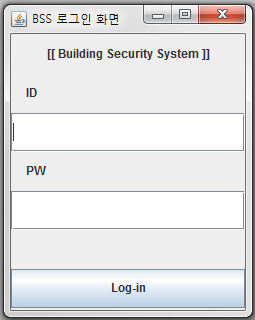 BSS 로그인 화면
[[ Building Security System ]]
ID
PW
Log-in